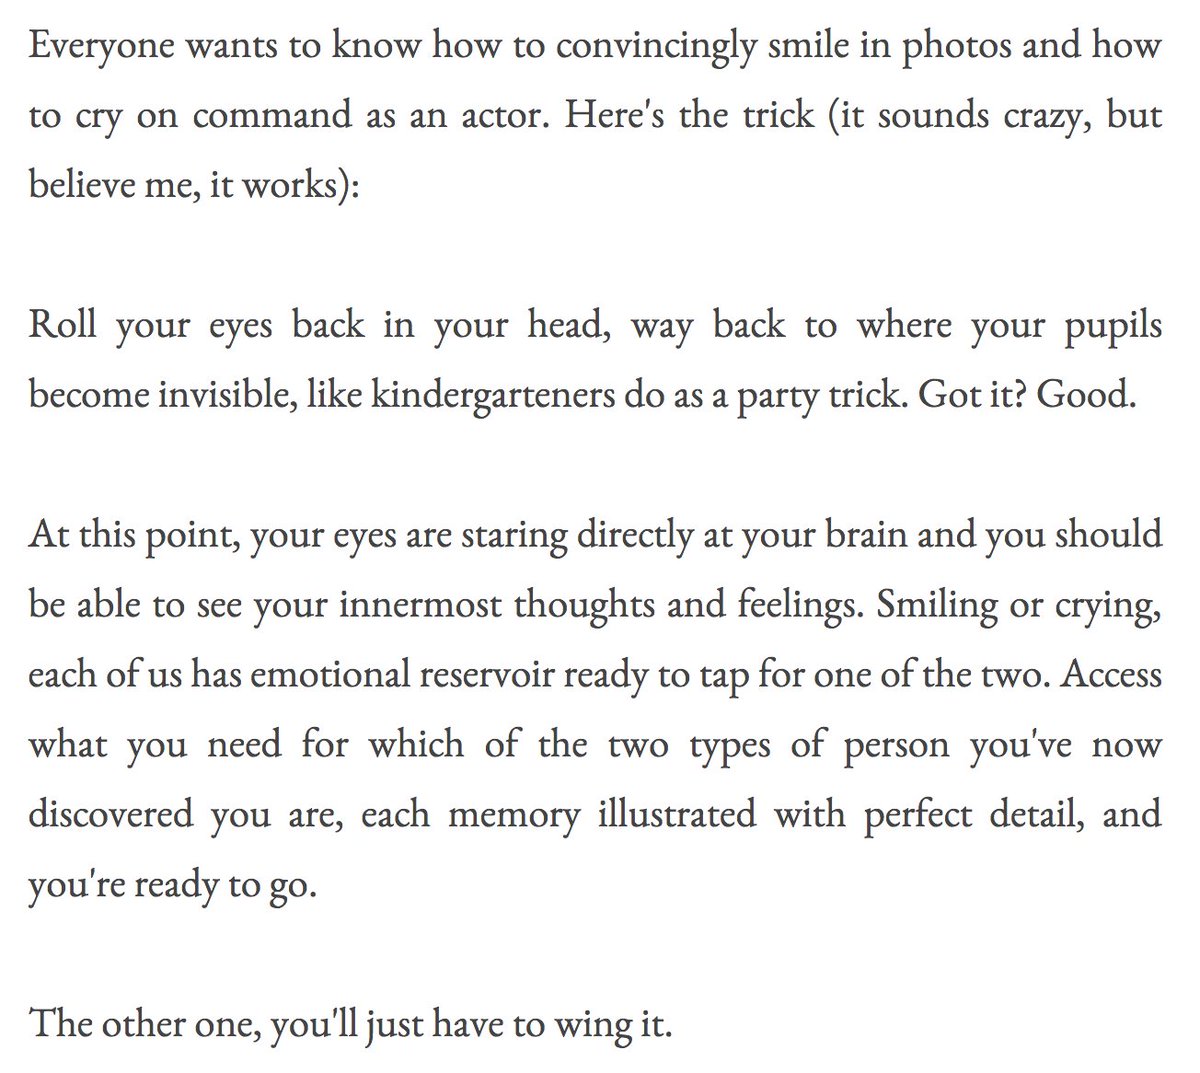 Everyone wants to know how to convincingly smile in photos and how
to cry on command as an actor. Here's the trick (it sounds crazy, but
believe me, it works):
Roll your eyes back in your head, way back to where your pupils
become invisible, like kindergarteners do as a party trick. Got it? Good.
At this point, your eyes are staring directly at your brain and you should
be able to see your innermost thoughts and feelings. Smiling or crying,
each of us has emotional reservoir ready to tap for one of the two. Access
what you need for which of the two types of person you've now
discovered you are, each memory illustrated with perfect detail, and
you're ready to go.
The other one, you'll just have to wing it.